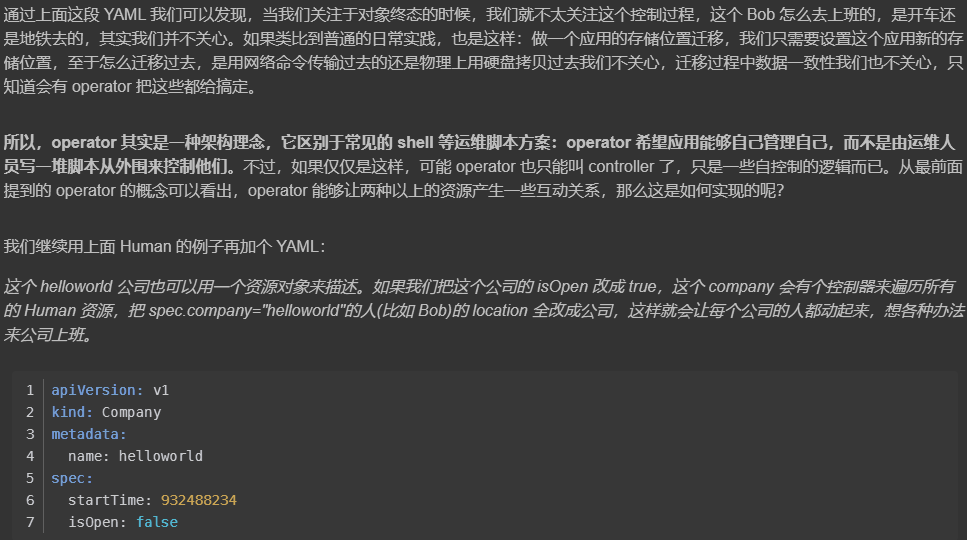 通过上面这段 YAML 我们可以发现，当我们关注于对象终态的时候，我们就不太关注这个控制过程，这个 Bob 怎么去上班的，是开车还
是地铁去的，其实我们并不关心。如果类比到普通的日常实践，也是这样：做一个应用的存储位置迁移，我们只需要设置这个应用新的存
储位置，至于怎么迁移过去，是用网络命令传输过去的还是物理上用硬盘拷贝过去我们不关心，迁移过程中数据一致性我们也不关心，只
知道会有 operator 把这些都给搞定。
所以，operator 其实是一种架构理念，它区别于常见的 shell 等运维脚本方案：operator 希望应用能够自己管理自己，而不是由运维人
员写一堆脚本从外围来控制他们。不过，如果仅仅是这样，可能 operator 也只能叫 controller 了，只是一些自控制的逻辑而已。从最前面
提到的 operator 的概念可以看出，operator 能够让两种以上的资源产生一些互动关系，那么这是如何实现的呢？
我们继续用上面 Human 的例子再加个 YAML：
这个 helloworld 公司也可以用一个资源对象来描述。如果我们把这个公司的 isOpen 改成 true，这个 company 会有个控制器来遍历所有
的 Human 资源，把 spec.company="helloworld"的人(比如 Bob)的 location 全改成公司，这样就会让每个公司的人都动起来，想各种办法
来公司上班。
1 apiVersion: v1
2 kind: Company
3 metadata:
4   name: helloworld
5 spec:
6   startTime: 932488234
7   isOpen: false